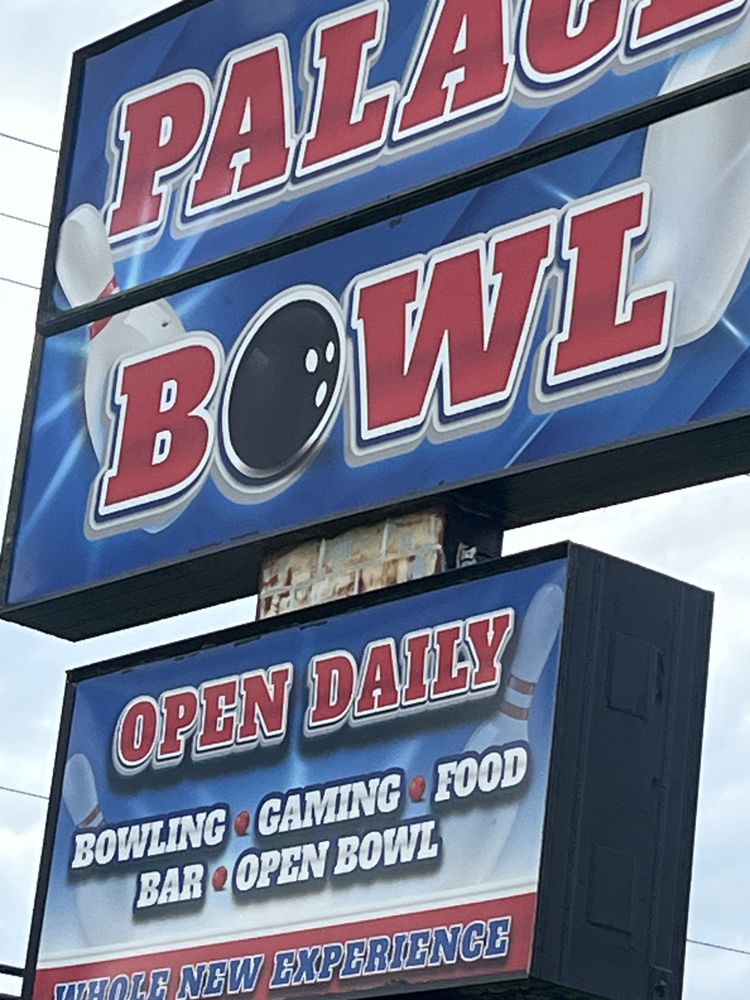 PALACE
BOWL
OPEN DAILY
BOWLING • GAMING • FOOD
BAR • OPEN BOWL
WHOLE NEW EXPERIENCE